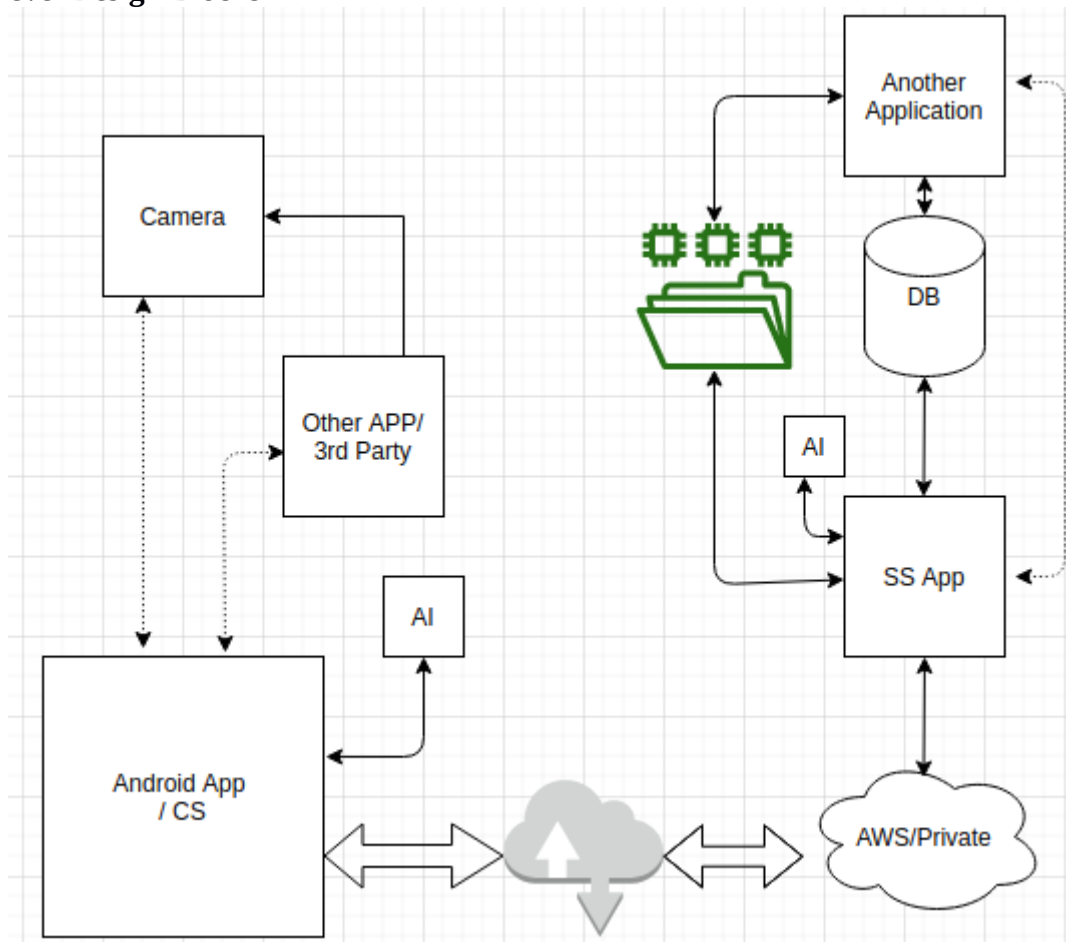 Another
Application
Camera
DB
Other APP/
3rd Party
AI
SS App
AI
Android App
/ CS
AWS/Private